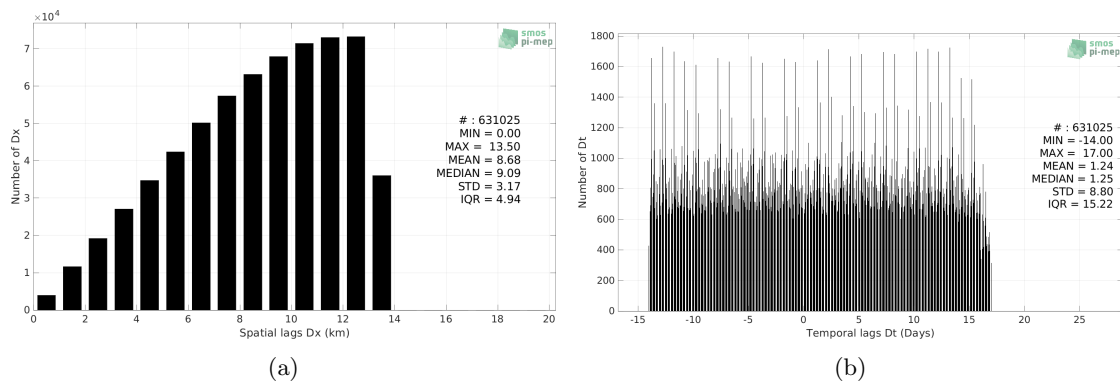 ×10⁴
smos
pi-mep
7
6
5
4
3
2
1
0
Number of Dx
# : 631025
MIN = 0.00
MAX = 13.50
MEAN = 8.68
MEDIAN = 9.09
STD = 3.17
IQR = 4.94
0 2 4 6 8 10 12 14 16 18 20
Spatial lags Dx (km)
(a)
smos
pi-mep
1800
1600
1400
1200
1000
800
600
400
200
0
Number of Dt
# : 631025
MIN = -14.00
MAX = 17.00
MEAN = 1.24
MEDIAN = 1.25
STD = 8.80
IQR = 15.22
-15 -10 -5 0 5 10 15 20 25
Temporal lags Dt (Days)
(b)